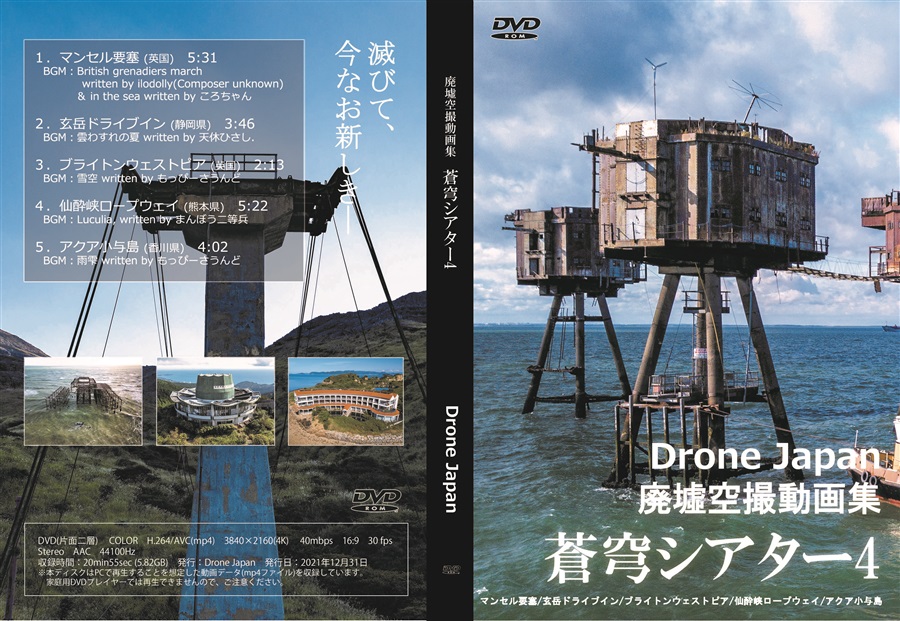 1．マンセル要塞 (英国)　5:31
BGM：British grenadiers march
written by ilodolly(Composer unknown)
& in the sea written by ころちゃん
2．玄岳ドライブイン (静岡県)　3:46
BGM：雲わすれの夏 written by 天休ひさし.
3．ブライトンウェストピア (英国)　2:13
BGM：雪空 written by もっぴーさうんど
4．仙酔峡ロープウェイ (熊本県)　5:22
BGM：Luculia, written by まんぼう二等兵
5．アクア小与島 (香川県)　4:02
BGM：雨雫 written by もっぴーさうんど
滅びて、
今なお新しき―
DVD
ROM
DVD(片面二層)　COLOR　H.264/AVC(mp4)　3840×2160(4K)　40mbps　16:9　30 fps
Stereo　AAC　44100Hz
収録時間：20min55sec (5.82GB)　発行：Drone Japan　発行日：2021年12月31日
※本ディスクはPCで再生することを想定した動画データ(mp4ファイル)を収録しています。
家庭用DVDプレイヤーでは再生できませんので、ご注意ください。
廃墟空撮動画集　蒼穹シアター4
Drone Japan
DVD
DVD
ROM
Drone Japan
廃墟空撮動画集
蒼穹シアター4
マンセル要塞/玄岳ドライブイン/ブライトンウェストピア/仙酔峡ロープウェイ/アクア小与島